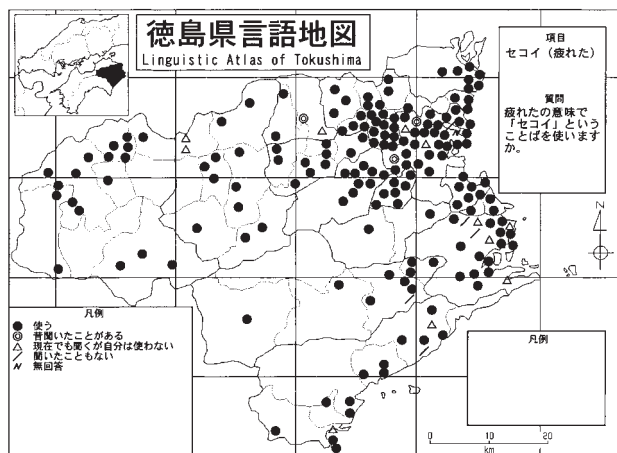 徳島県言語地図
Linguistic Atlas of Tokushima
項目
セコイ（疲れた）
質問
疲れたの意味で
「セコイ」という
ことばを使います
か。
N
凡例
使う
昔聞いたことがある
現在でも聞くが自分は使わない
聞いたこともない
無回答
凡例
0 10 20
km